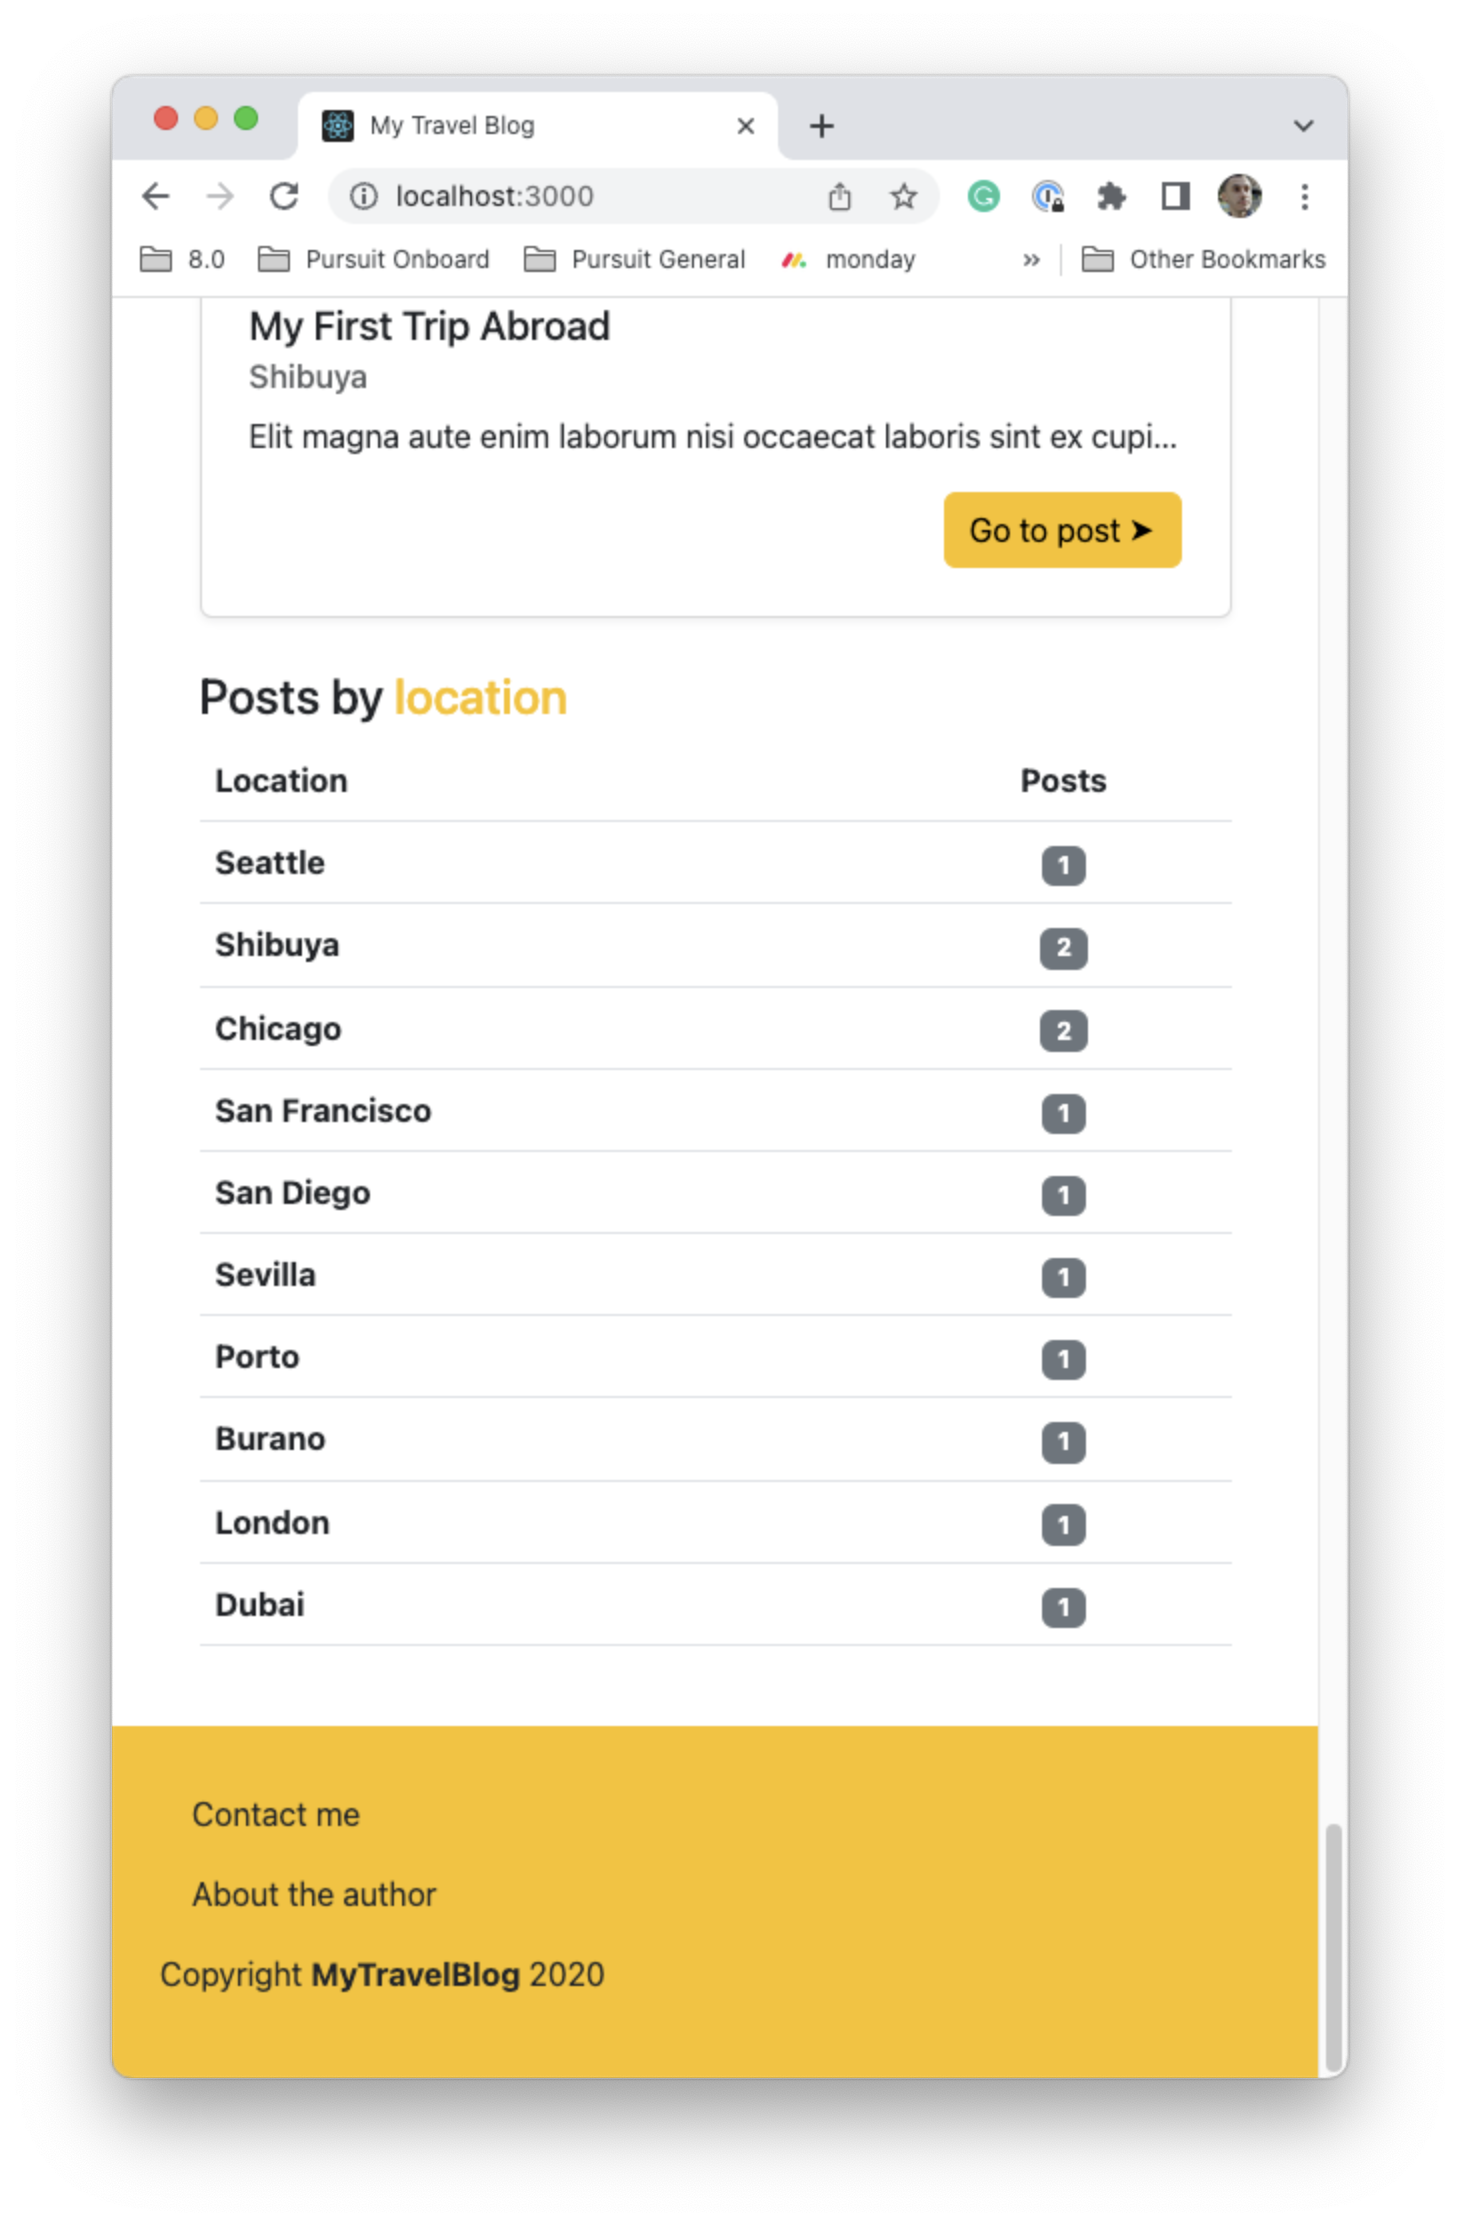 My Travel Blog
localhost:3000
8.0 Pursuit Onboard Pursuit General monday » Other Bookmarks
My First Trip Abroad
Shibuya
Elit magna aute enim laborum nisi occaecat laboris sint ex cupi...
Go to post ➤
Posts by location
Location Posts
Seattle 1
Shibuya 2
Chicago 2
San Francisco 1
San Diego 1
Sevilla 1
Porto 1
Burano 1
London 1
Dubai 1
Contact me
About the author
Copyright MyTravelBlog 2020